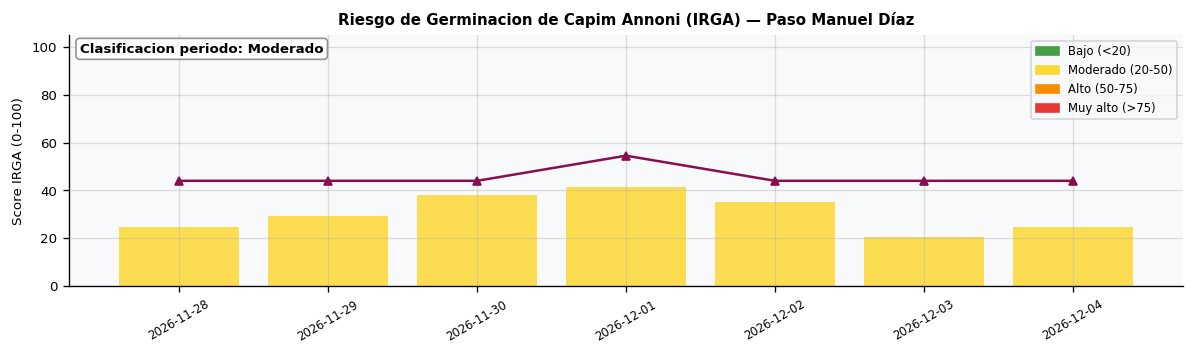 Riesgo de Germinacion de Capim Annoni (IRGA) — Paso Manuel Díaz
Clasificacion periodo: Moderado
Bajo (<20)
Moderado (20-50)
Alto (50-75)
Muy alto (>75)
Score IRGA (0-100)
100
80
60
40
20
0
2026-11-28
2026-11-29
2026-11-30
2026-12-01
2026-12-02
2026-12-03
2026-12-04